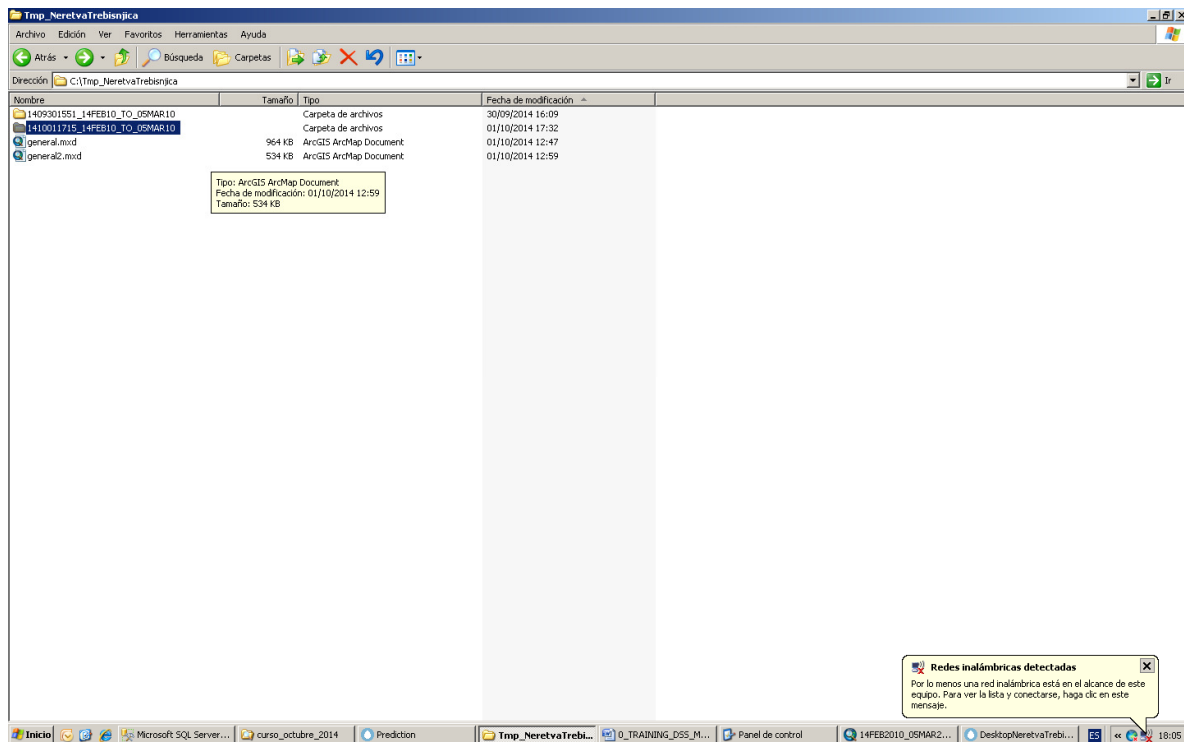 Tmp_NeretvaTrebisnjica
Archivo Edición Ver Favoritos Herramientas Ayuda
Atrás Búsqueda Carpetas
Dirección C:\Tmp_NeretvaTrebisnjica Ir
Nombre Tamaño Tipo Fecha de modificación
1409301551_14FEB10_TO_05MAR10 Carpeta de archivos 30/09/2014 16:09
1410011715_14FEB10_TO_05MAR10 Carpeta de archivos 01/10/2014 17:32
general.mxd 964 KB ArcGIS ArcMap Document 01/10/2014 12:47
general2.mxd 534 KB ArcGIS ArcMap Document 01/10/2014 12:59
Tipo: ArcGIS ArcMap Document
Fecha de modificación: 01/10/2014 12:59
Tamaño: 534 KB
Redes inalámbricas detectadas
Por lo menos una red inalámbrica está en el alcance de este
equipo. Para ver la lista y conectarse, haga clic en este
mensaje.
Inicio Microsoft SQL Server... curso_octubre_2014 Prediction Tmp_NeretvaTrebi... 0_TRAINING_DSS_M... Panel de control 14FEB2010_05MAR2... DesktopNeretvaTrebi... ES « 18:05